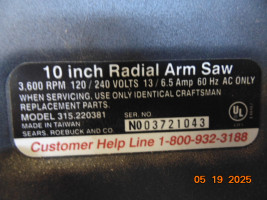 10 inch Radial Arm Saw
3,600 RPM 120 / 240 VOLTS 13 / 6.5 Amp 60 Hz AC ONLY
WHEN SERVICING, USE ONLY IDENTICAL CRAFTSMAN
REPLACEMENT PARTS.
MODEL 315.220381
SER. NO
MADE IN TAIWAN
N003721043
SEARS, ROEBUCK AND CO.
UL
Customer Help Line 1-800-932-3188
05 19 2025